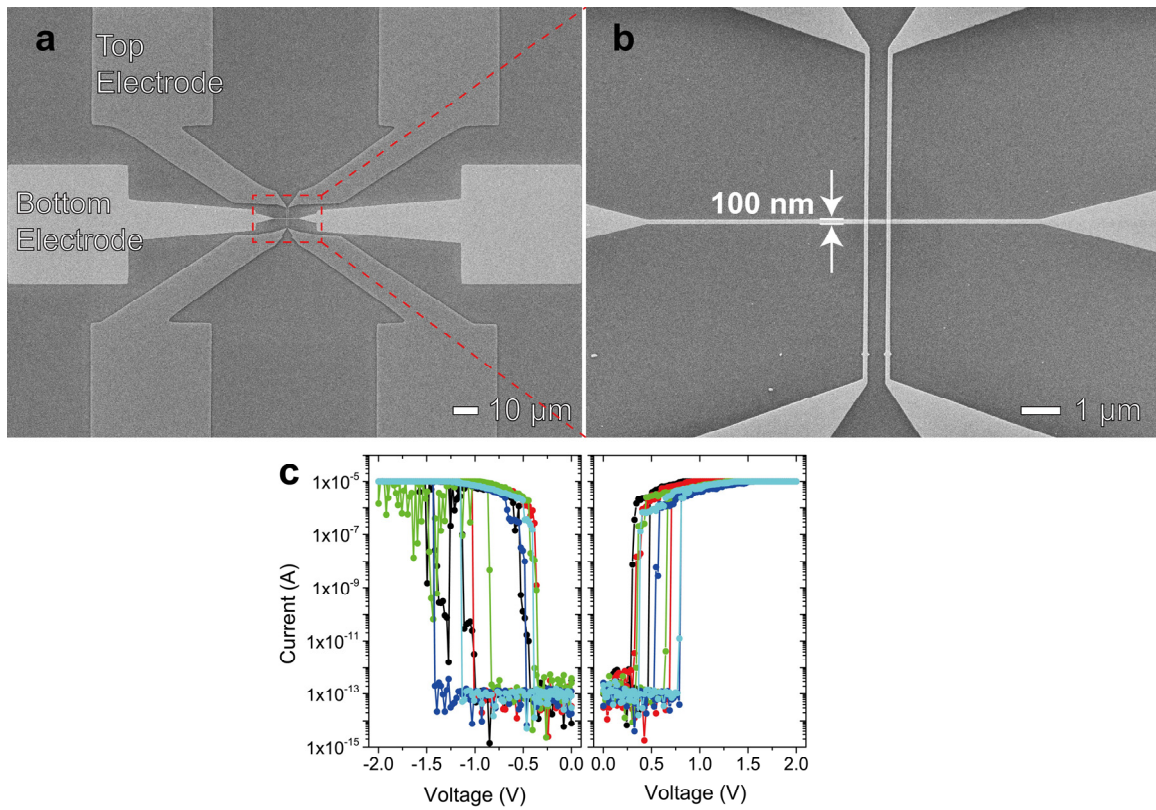 a
Top
Electrode
Bottom
Electrode
10 μm
b
100 nm
1 μm
c
Current (A)
1x10⁻⁵
1x10⁻⁷
1x10⁻⁹
1x10⁻¹¹
1x10⁻¹³
1x10⁻¹⁵
-2.0 -1.5 -1.0 -0.5 0.0
Voltage (V)
0.0 0.5 1.0 1.5 2.0
Voltage (V)